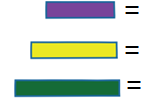 =
=
=